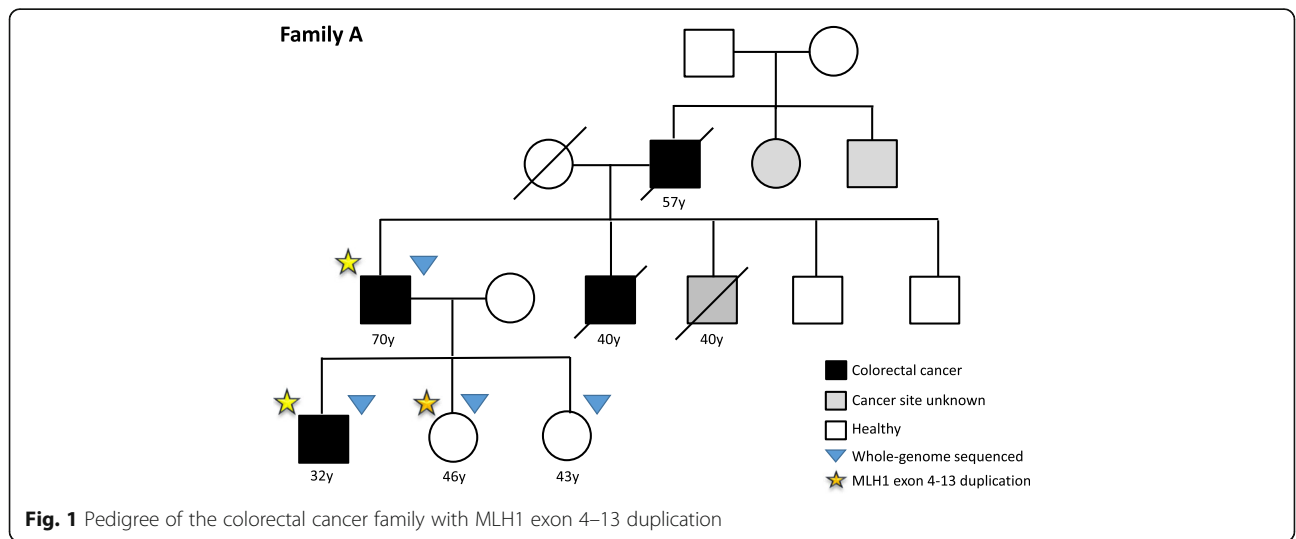 Family A
57y
70y
40y
40y
32y
46y
43y
Colorectal cancer
Cancer site unknown
Healthy
Whole-genome sequenced
MLH1 exon 4-13 duplication
Fig. 1 Pedigree of the colorectal cancer family with MLH1 exon 4–13 duplication